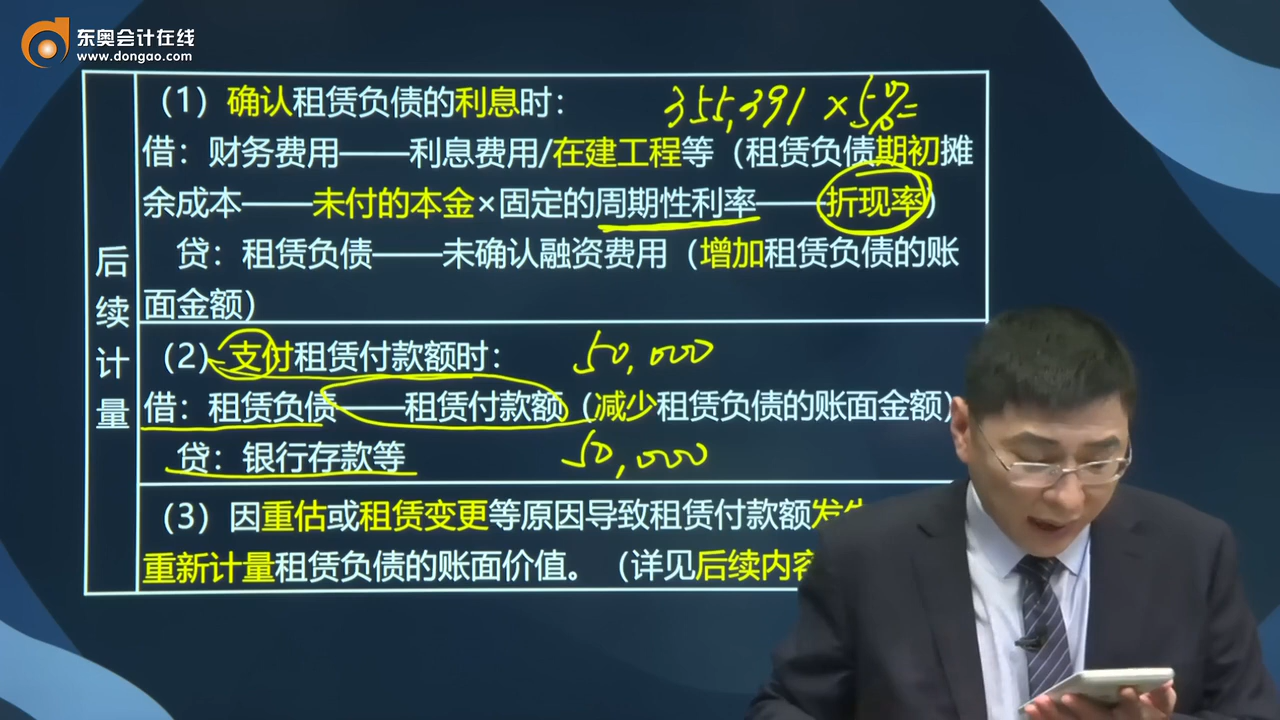 东奥会计在线
www.dongao.com
后续计量
（1）确认租赁负债的利息时：
355,391 ×5%=
借：财务费用——利息费用/在建工程等（租赁负债期初摊
余成本——未付的本金×固定的周期性利率——折现率）
贷：租赁负债——未确认融资费用（增加租赁负债的账
面金额）
（2）支付租赁付款额时：
50,000
借：租赁负债——租赁付款额（减少租赁负债的账面金额）
贷：银行存款等
50,000
（3）因重估或租赁变更等原因导致租赁付款额发生
重新计量租赁负债的账面价值。（详见后续内容